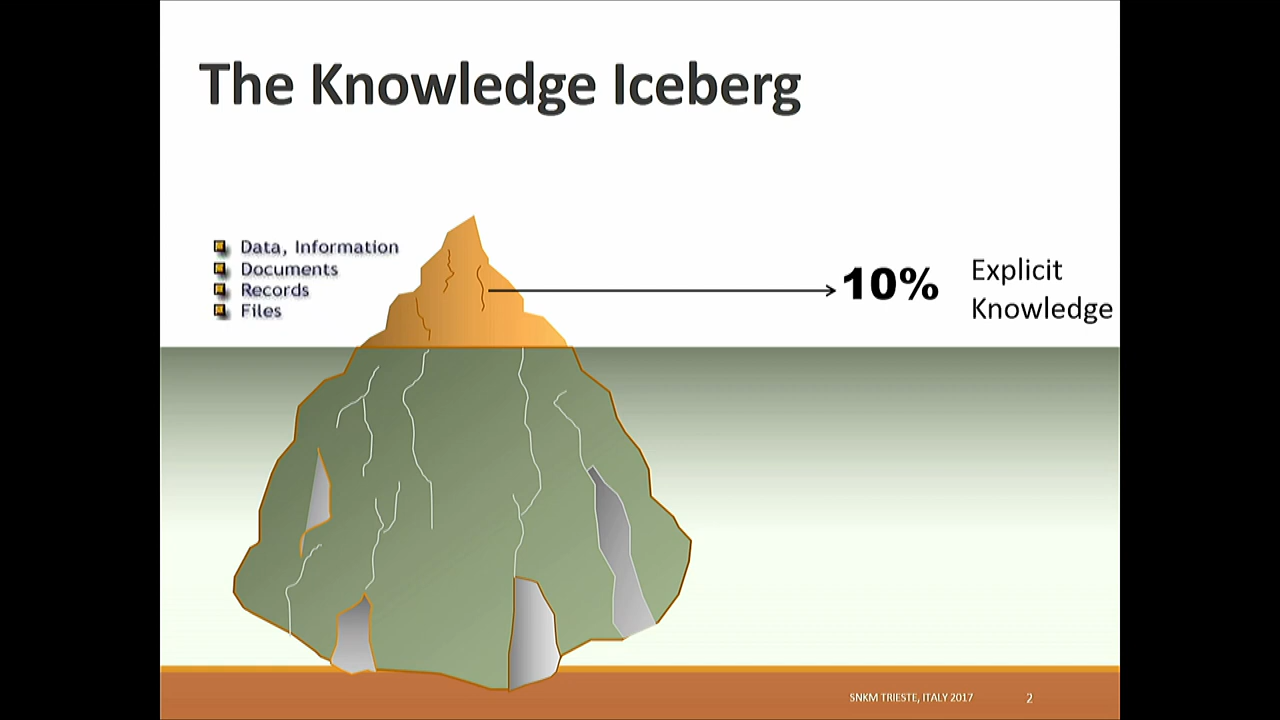 The Knowledge Iceberg
Data, Information
Documents
Records
Files
10%
Explicit
Knowledge
SNKM TRIESTE, ITALY 2017
2